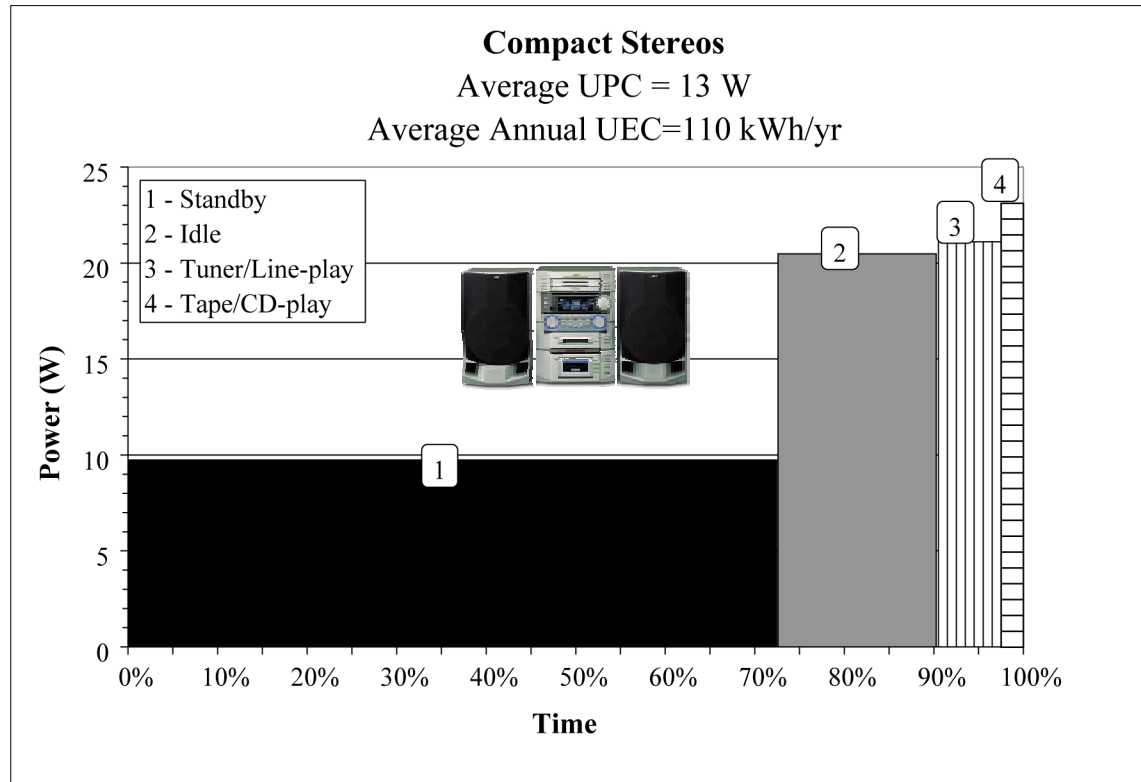 Compact Stereos
Average UPC = 13 W
Average Annual UEC=110 kWh/yr
25
20
15
10
5
0
Power (W)
1 - Standby
2 - Idle
3 - Tuner/Line-play
4 - Tape/CD-play
1
2
3
4
0% 10% 20% 30% 40% 50% 60% 70% 80% 90% 100%
Time